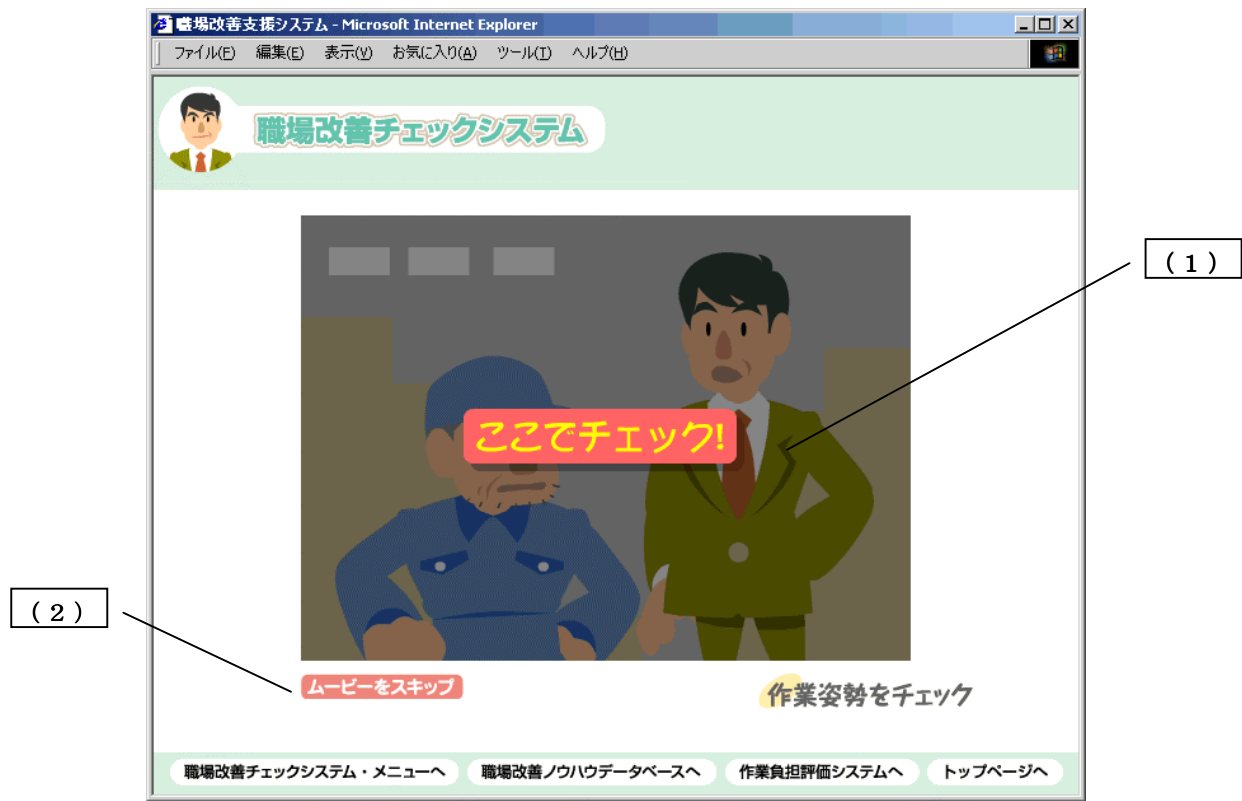 職場改善支援システム - Microsoft Internet Explorer
ファイル(F) 編集(E) 表示(V) お気に入り(A) ツール(T) ヘルプ(H)
職場改善チェックシステム
(1)
ここでチェック!
(2)
ムービーをスキップ
作業姿勢をチェック
職場改善チェックシステム・メニューへ 職場改善ノウハウデータベースへ 作業負担評価システムへ トップページへ